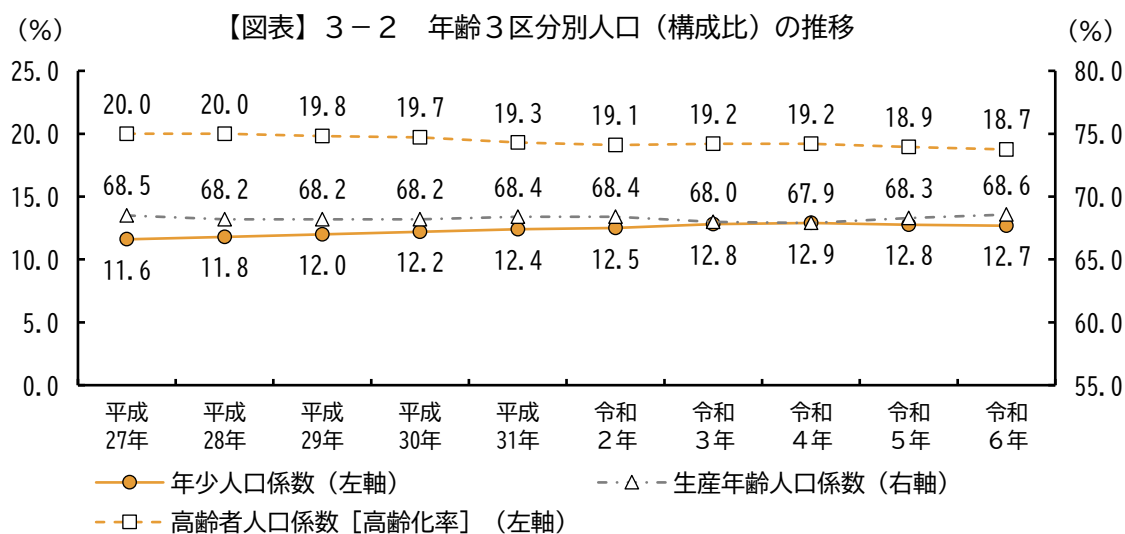 【図表】３－２　年齢３区分別人口（構成比）の推移
（%）
（%）
25.0
20.0
15.0
10.0
5.0
0.0
80.0
75.0
70.0
65.0
60.0
55.0
20.0 20.0 19.8 19.7 19.3 19.1 19.2 19.2 18.9 18.7
68.5 68.2 68.2 68.2 68.4 68.4 68.0 67.9 68.3 68.6
11.6 11.8 12.0 12.2 12.4 12.5 12.8 12.9 12.8 12.7
平成 平成 平成 平成 平成 令和 令和 令和 令和 令和
27年 28年 29年 30年 31年 ２年 ３年 ４年 ５年 ６年
年少人口係数（左軸）
生産年齢人口係数（右軸）
高齢者人口係数［高齢化率］（左軸）